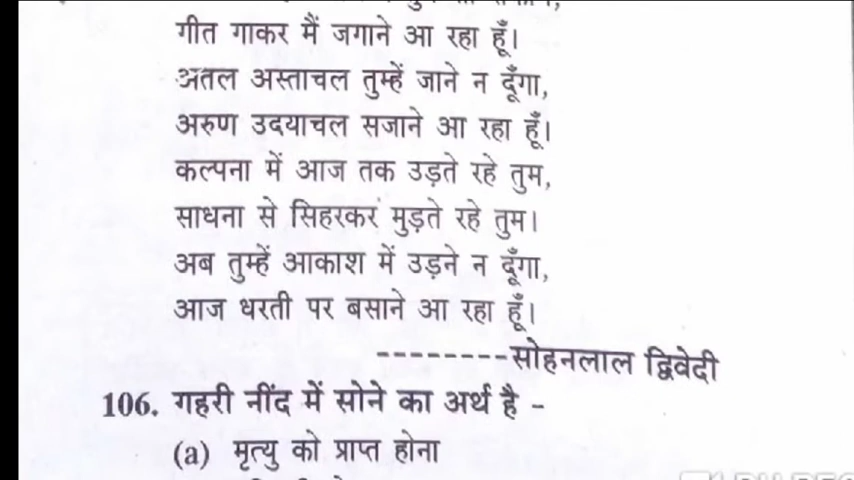 गीत गाकर मैं जगाने आ रहा हूँ।
अतल अस्ताचल तुम्हें जाने न दूँगा,
अरुण उदयाचल सजाने आ रहा हूँ।
कल्पना में आज तक उड़ते रहे तुम,
साधना से सिहरकर मुड़ते रहे तुम।
अब तुम्हें आकाश में उड़ने न दूँगा,
आज धरती पर बसाने आ रहा हूँ।
--------सोहनलाल द्विवेदी
106. गहरी नींद में सोने का अर्थ है -
(a) मृत्यु को प्राप्त होना